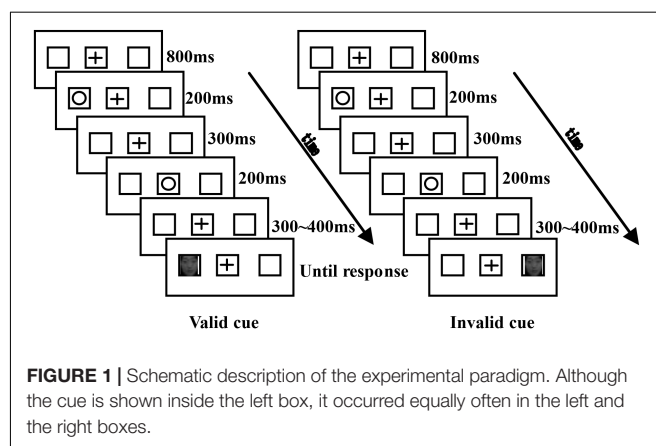 800ms
200ms
300ms
200ms
300~400ms
Until response
time
Valid cue
800ms
200ms
300ms
200ms
300~400ms
time
Invalid cue
FIGURE 1 | Schematic description of the experimental paradigm. Although
the cue is shown inside the left box, it occurred equally often in the left and
the right boxes.